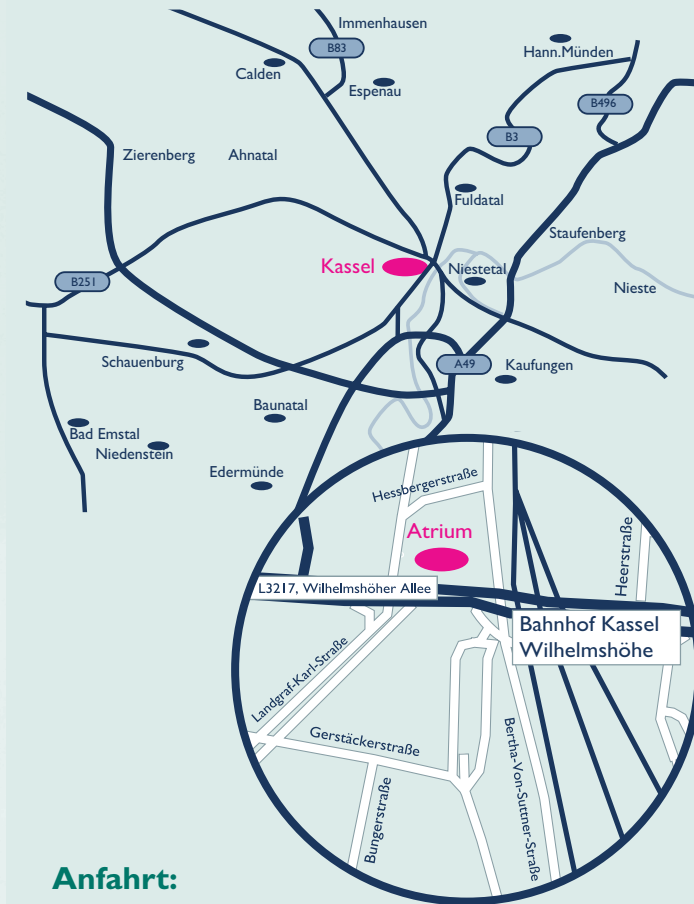 Immenhausen
B83
Hann.Münden
Calden
Espenau
B496
B3
Zierenberg
Ahnatal
Fuldatal
Staufenberg
Kassel
Niestetal
B251
Nieste
Schauenburg
A49
Kaufungen
Baunatal
Bad Emstal
Niedenstein
Edermünde
Hessbergerstraße
Atrium
Heerstraße
L3217, Wilhelmshöher Allee
Bahnhof Kassel
Wilhelmshöhe
Landgraf-Karl-Straße
Gerstäckerstraße
Bertha-Von-Suttner-Straße
Bungerstraße
Anfahrt: